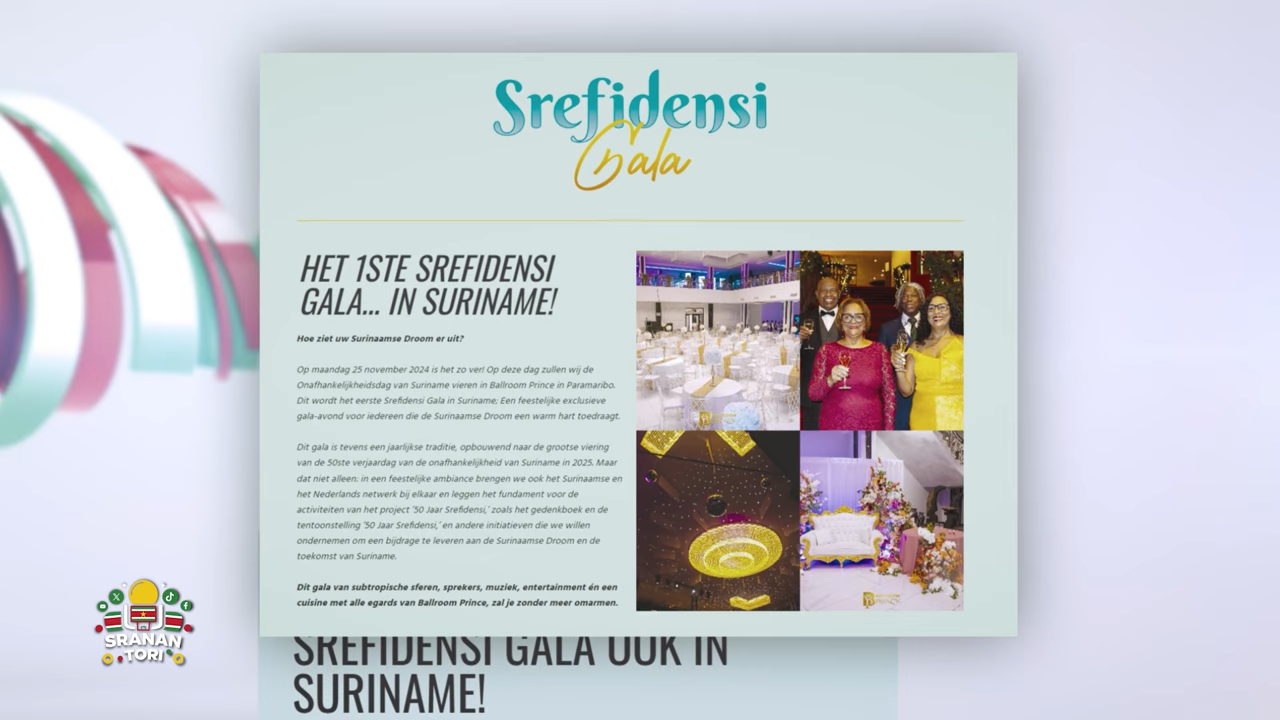 Srefidensi
Gala
HET 1STE SREFIDENSI
GALA... IN SURINAME!
Hoe ziet uw Surinaamse Droom er uit?
Op maandag 25 november 2024 is het zo ver! Op deze dag zullen wij de
Onafhankelijkheidsdag van Suriname vieren in Ballroom Prince in Paramaribo.
Dit wordt het eerste Srefidensi Gala in Suriname; Een feestelijke exclusieve
gala-avond voor iedereen die de Surinaamse Droom een warm hart toedraagt.
Dit gala is tevens een jaarlijkse traditie, opbouwend naar de grootse viering
van de 50ste verjaardag van de onafhankelijkheid van Suriname in 2025. Maar
dat niet alleen: in een feestelijke ambiance brengen we ook het Surinaamse en
het Nederlands netwerk bij elkaar en leggen het fundament voor de
activiteiten van het project '50 Jaar Srefidensi,' zoals het gedenkboek en de
tentoonstelling '50 Jaar Srefidensi,' en andere initiatieven die we willen
ondernemen om een bijdrage te leveren aan de Surinaamse Droom en de
toekomst van Suriname.
Dit gala van subtropische sferen, sprekers, muziek, entertainment én een
cuisine met alle egards van Ballroom Prince, zal je zonder meer omarmen.
SREFIDENSI GALA OOK IN
SURINAME!
SRANAN
TORI